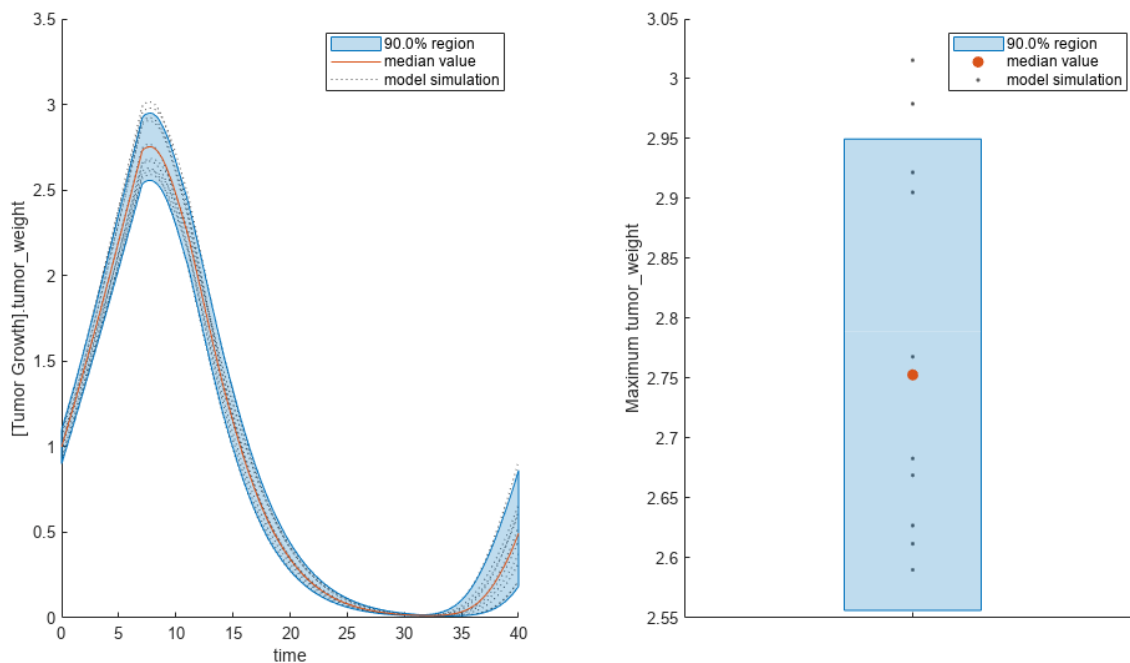 3.5
3
2.5
2
1.5
1
0.5
0
[Tumor Growth].tumor_weight
90.0% region
median value
model simulation
0 5 10 15 20 25 30 35 40
time
3.05
3
2.95
2.9
2.85
2.8
2.75
2.7
2.65
2.6
2.55
Maximum tumor_weight
90.0% region
median value
model simulation